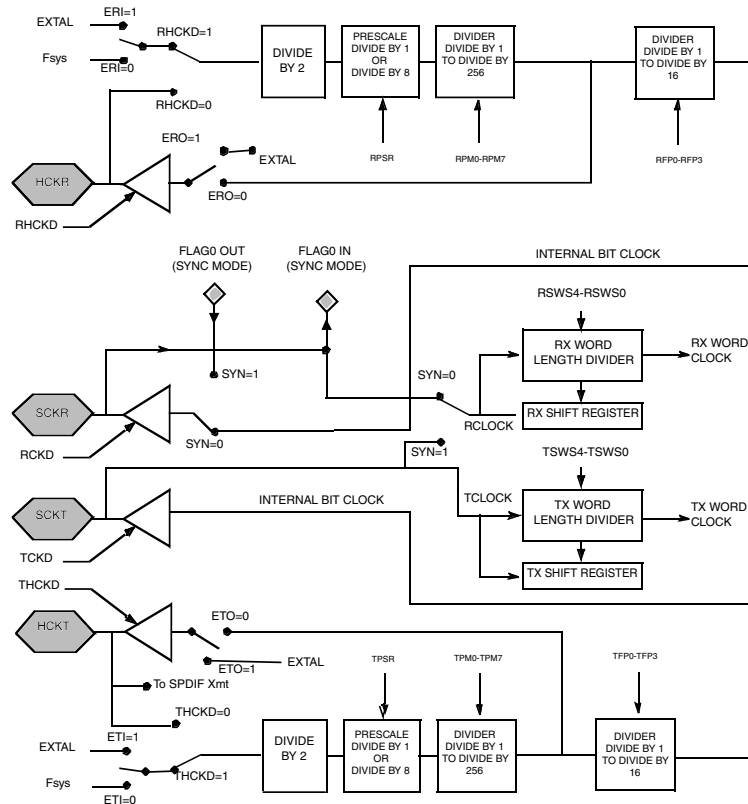 ERI=1
EXTAL
RHCKD=1
Fsys
ERI=0
DIVIDE
BY 2
PRESCALE
DIVIDE BY 1
OR
DIVIDE BY 8
DIVIDER
DIVIDE BY 1
TO DIVIDE BY
256
DIVIDER
DIVIDE BY 1
TO DIVIDE BY
16
RHCKD=0
ERO=1
EXTAL
RPSR
RPM0-RPM7
RFP0-RFP3
HCKR
ERO=0
RHCKD
FLAG0 OUT
(SYNC MODE)
FLAG0 IN
(SYNC MODE)
INTERNAL BIT CLOCK
RSWS4-RSWS0
RX WORD
LENGTH DIVIDER
RX WORD
CLOCK
SYN=1
SYN=0
SCKR
RX SHIFT REGISTER
RCLOCK
RCKD
SYN=0
SYN=1
TSWS4-TSWS0
INTERNAL BIT CLOCK
TCLOCK
TX WORD
LENGTH DIVIDER
TX WORD
CLOCK
SCKT
TCKD
TX SHIFT REGISTER
THCKD
HCKT
ETO=0
ETO=1
EXTAL
To SPDIF Xmt
TPSR
TPM0-TPM7
TFP0-TFP3
THCKD=0
ETI=1
EXTAL
THCKD=1
Fsys
ETI=0
DIVIDE
BY 2
PRESCALE
DIVIDE BY 1
OR
DIVIDE BY 8
DIVIDER
DIVIDE BY 1
TO DIVIDE BY
256
DIVIDER
DIVIDE BY 1
TO DIVIDE BY
16